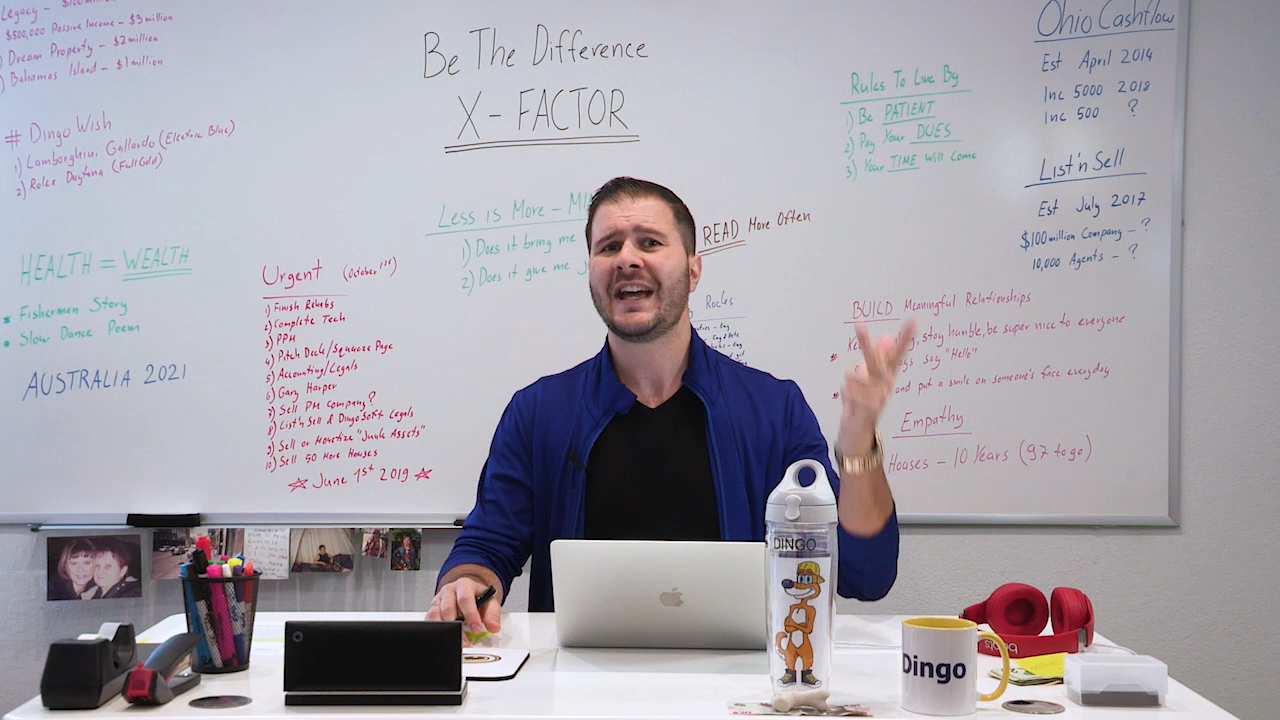 Legacy - $100 mill
$500,000 Passive Income - $3 million
Dream Property - $2 million
Bahamas Island - $1 million
# Dingo Wish
1) Lamborghini Gallardo (Electric Blue)
2) Rolex Daytona (Full Gold)
HEALTH = WEALTH
Fisherman Story
Slow Dance Poem
AUSTRALIA 2021
Urgent (October 1st)
1) Finish Rehabs
2) Complete Tech
3) PPM
4) Pitch Deck/Squeeze Page
5) Accounting/Legals
6) Gary Harper
7) Sell PM Company?
8) List'n Sell & DingoSoft Legals
9) Sell or Monetize "Junk Assets"
10) Sell 50 More Houses
June 1st 2019
Be The Difference
X-FACTOR
Less is More - MI
1) Does it bring me
2) Does it give me
READ More Often
Rocks
Rules To Live By
1) Be PATIENT
2) Pay Your DUES
3) Your TIME will come
Ohio Cashflow
Est April 2014
Inc 5000 2018
Inc 500 ?
List'n Sell
Est July 2017
$100 million Company - ?
10,000 Agents - ?
BUILD Meaningful Relationships
stay humble, be super nice to everyone
say "Hello"
and put a smile on someone's face everyday
Empathy
Houses - 10 Years (97 to go)
DINGO
Dingo
beats